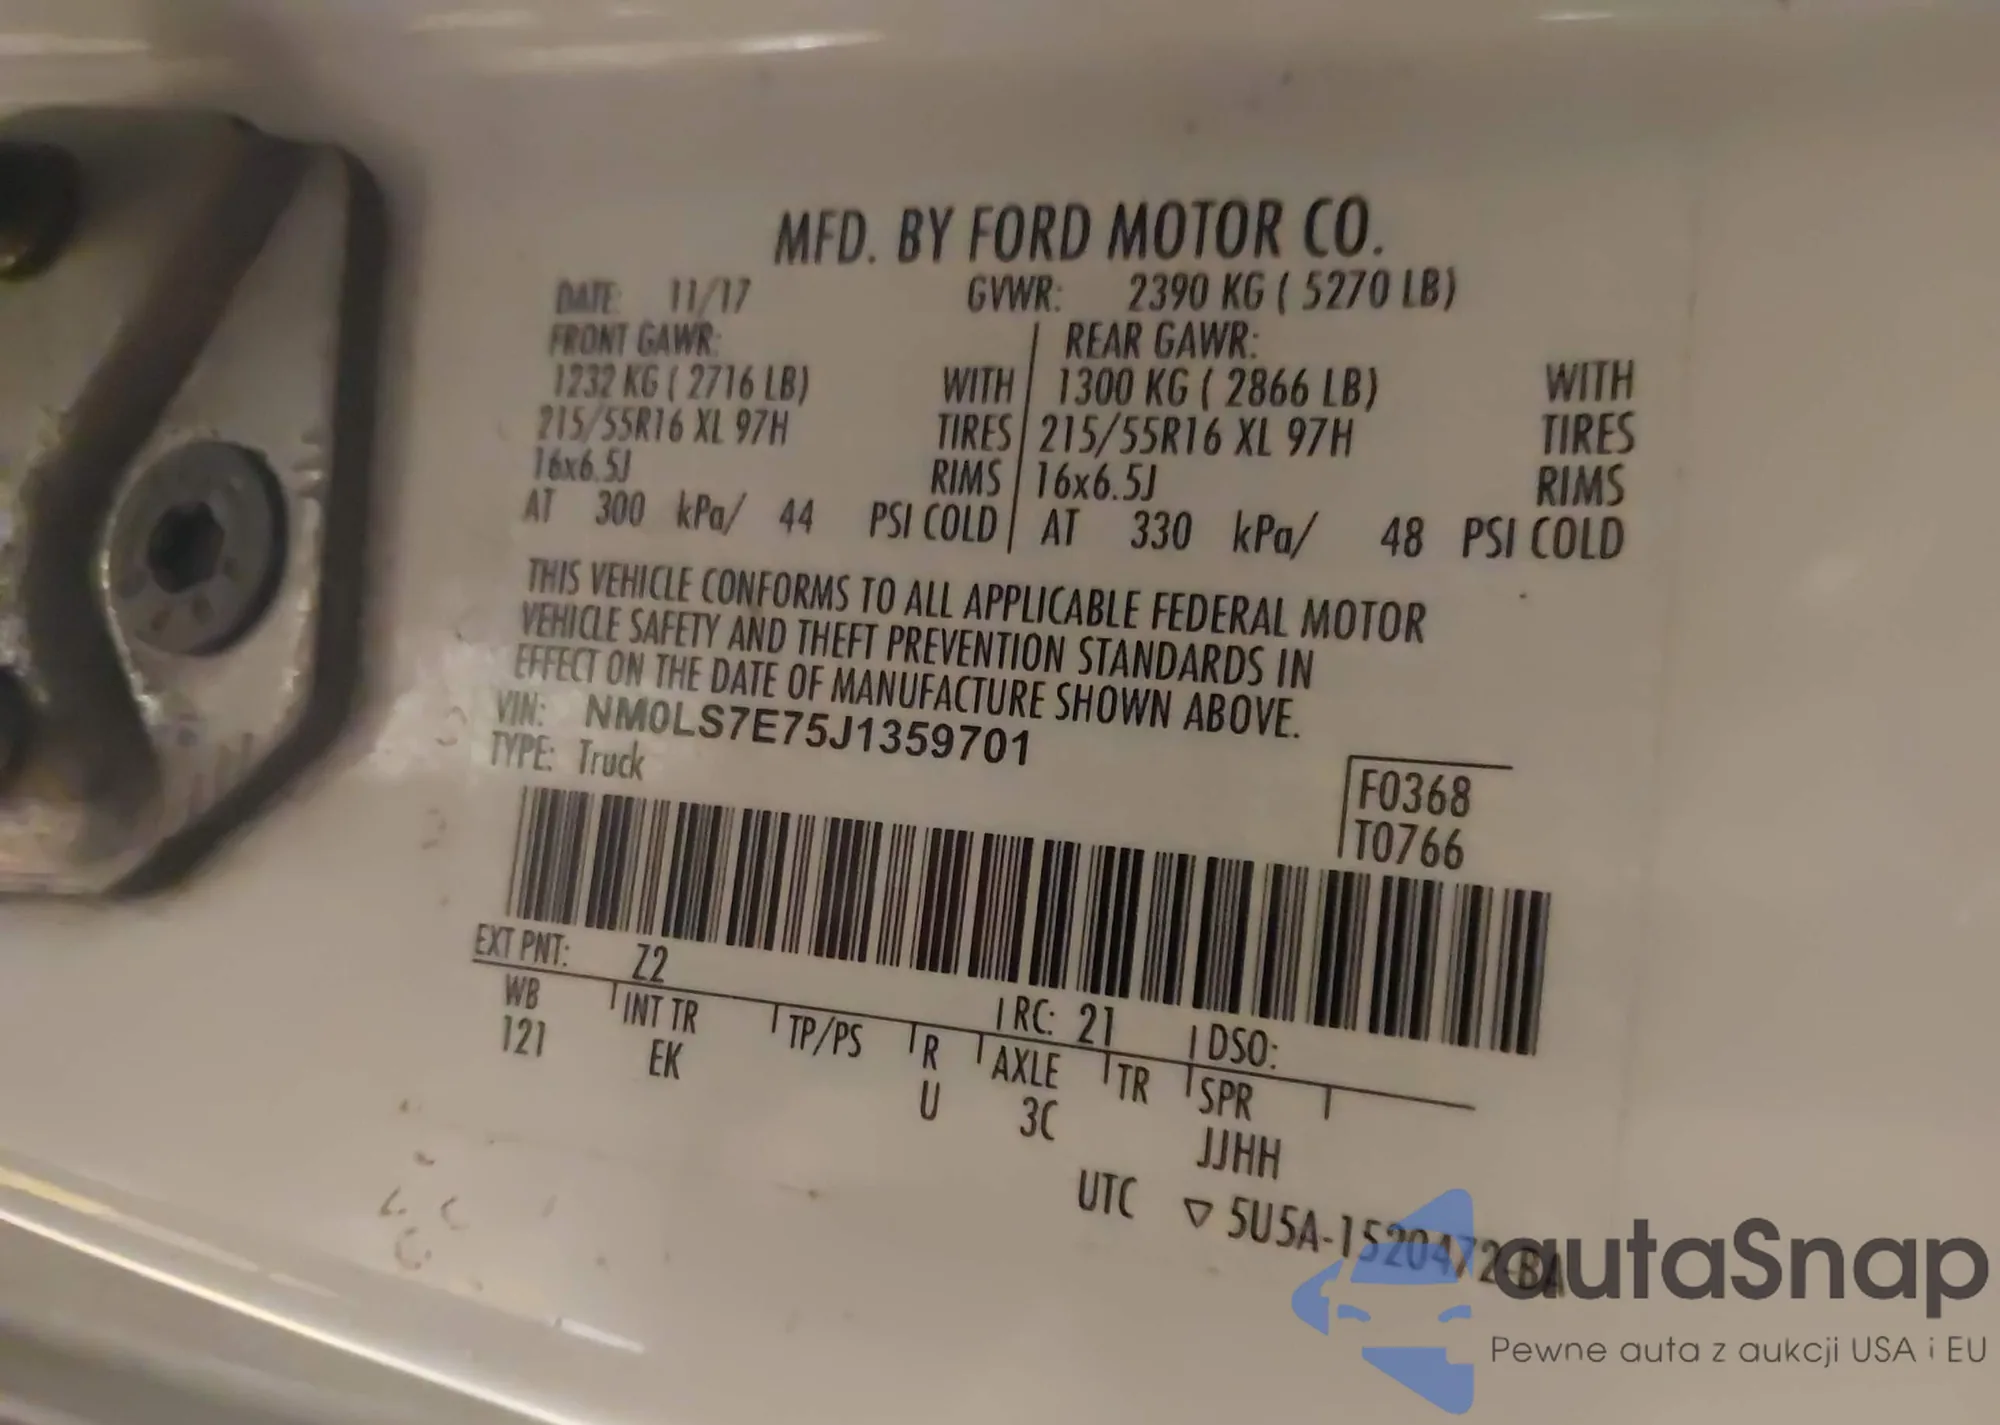 MFD. BY FORD MOTOR CO.
DATE: 11/17 GVWR: 2390 KG ( 5270 LB)
FRONT GAWR: REAR GAWR:
1232 KG ( 2716 LB) WITH 1300 KG ( 2866 LB) WITH
215/55R16 XL 97H TIRES 215/55R16 XL 97H TIRES
16x6.5J RIMS 16x6.5J RIMS
AT 300 kPa/ 44 PSI COLD AT 330 kPa/ 48 PSI COLD
THIS VEHICLE CONFORMS TO ALL APPLICABLE FEDERAL MOTOR
VEHICLE SAFETY AND THEFT PREVENTION STANDARDS IN
EFFECT ON THE DATE OF MANUFACTURE SHOWN ABOVE.
VIN: NM0LS7E75J1359701
TYPE: Truck
F0368
T0766
EXT PNT: Z2 RC: 21 DSO:
WB INT TR TP/PS R AXLE TR SPR
121 EK U 3C JJHH
UTC ▽ 5U5A-1520472-BA
autaSnap
Pewne auta z aukcji USA i EU